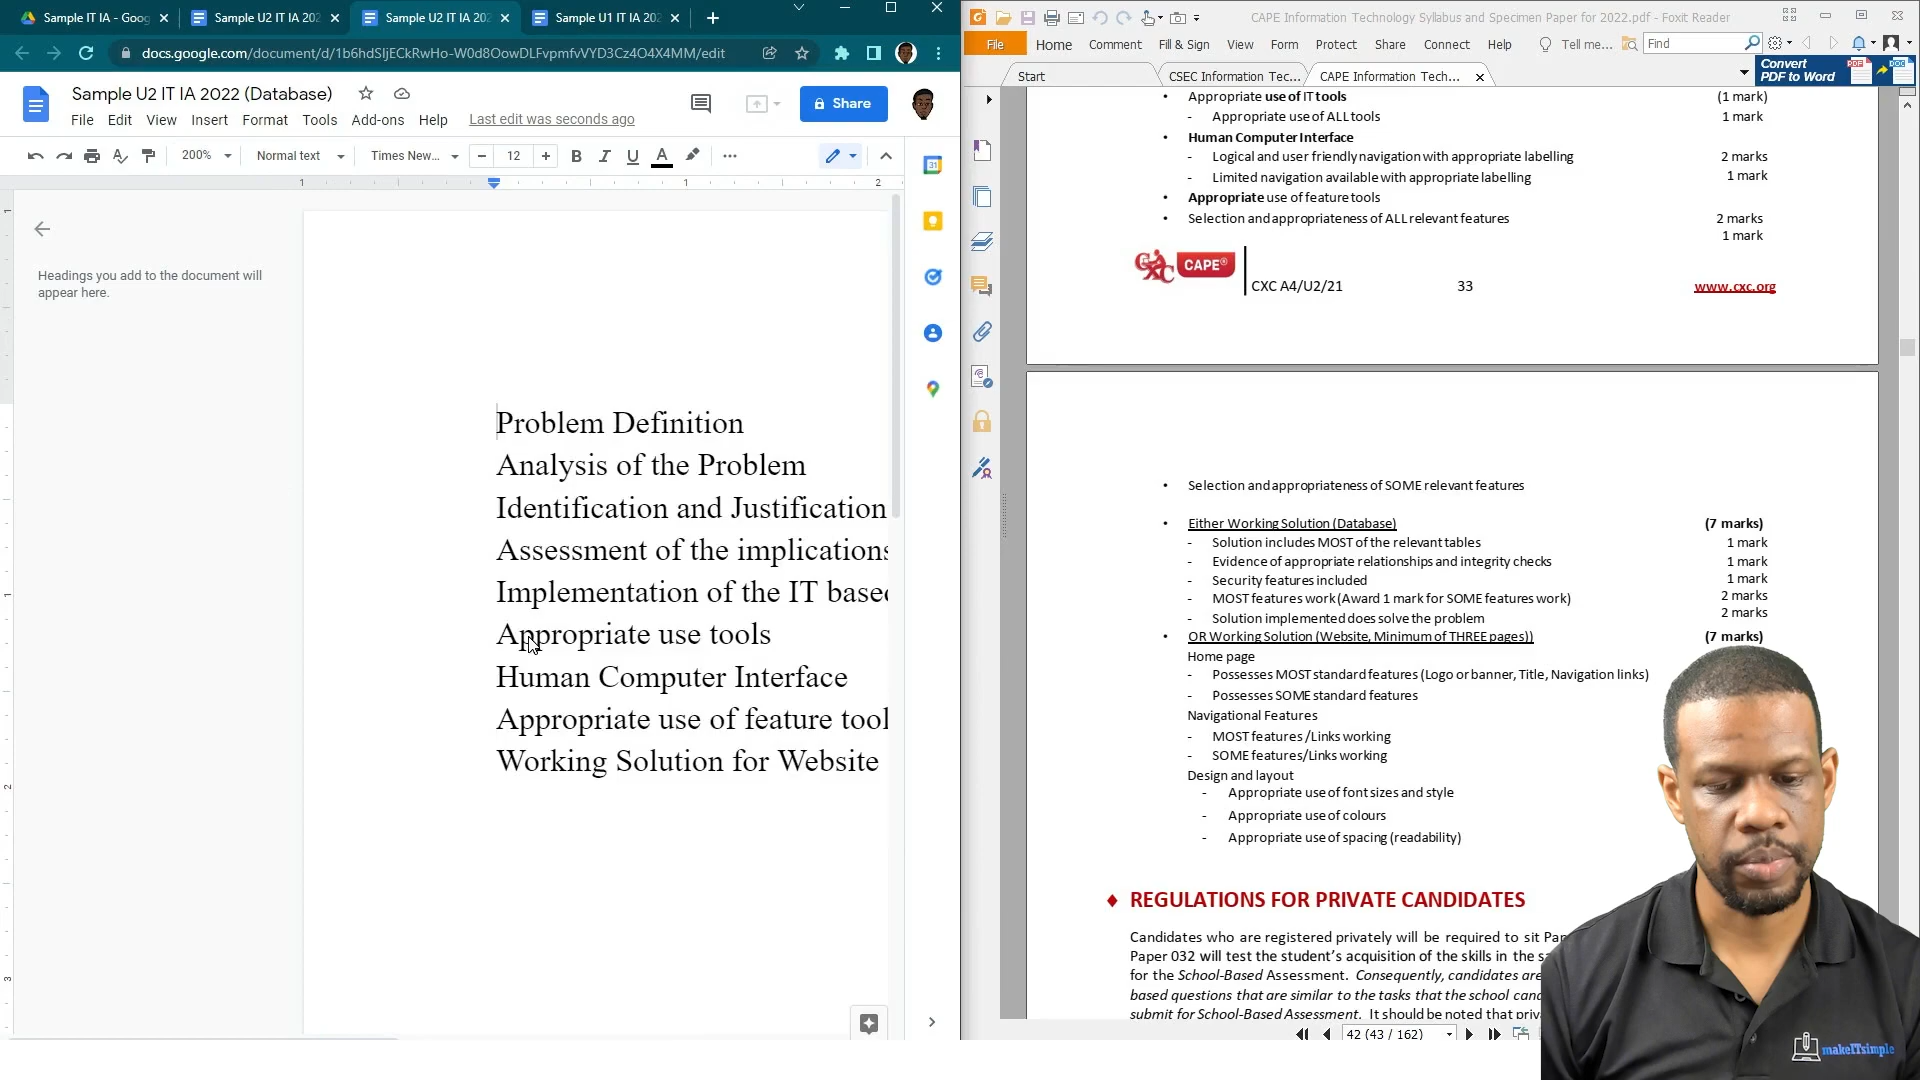 Sample IT IA - Goog
Sample U2 IT IA 202
Sample U2 IT IA 202
Sample U1 IT IA 202
docs.google.com/document/d/1b6hdSIjECkRwHo-W0d8OowDLFvpmfvVYD3Cz4O4X4MM/edit
Sample U2 IT IA 2022 (Database)
File Edit View Insert Format Tools Add-ons Help Last edit was seconds ago
Share
200% Normal text Times New... 12
Headings you add to the document will
appear here.
Problem Definition
Analysis of the Problem
Identification and Justification
Assessment of the implications
Implementation of the IT based
Appropriate use tools
Human Computer Interface
Appropriate use of feature tool
Working Solution for Website
CAPE Information Technology Syllabus and Specimen Paper for 2022.pdf - Foxit Reader
File Home Comment Fill & Sign View Form Protect Share Connect Help Tell me... Find
Start CSEC Information Tec... CAPE Information Tech...
Convert
PDF to Word
• Appropriate use of IT tools (1 mark)
- Appropriate use of ALL tools 1 mark
• Human Computer Interface
- Logical and user friendly navigation with appropriate labelling 2 marks
- Limited navigation available with appropriate labelling 1 mark
• Appropriate use of feature tools
• Selection and appropriateness of ALL relevant features 2 marks
1 mark
CXC CAPE®
CXC A4/U2/21 33 www.cxc.org
• Selection and appropriateness of SOME relevant features
• Either Working Solution (Database) (7 marks)
- Solution includes MOST of the relevant tables 1 mark
- Evidence of appropriate relationships and integrity checks 1 mark
- Security features included 1 mark
- MOST features work (Award 1 mark for SOME features work) 2 marks
- Solution implemented does solve the problem 2 marks
• OR Working Solution (Website, Minimum of THREE pages)) (7 marks)
Home page
- Possesses MOST standard features (Logo or banner, Title, Navigation links)
- Possesses SOME standard features
Navigational Features
- MOST features /Links working
- SOME features/Links working
Design and layout
- Appropriate use of font sizes and style
- Appropriate use of colours
- Appropriate use of spacing (readability)
♦ REGULATIONS FOR PRIVATE CANDIDATES
Candidates who are registered privately will be required to sit Pa
Paper 032 will test the student's acquisition of the skills in the sa
for the School-Based Assessment. Consequently, candidates are
based questions that are similar to the tasks that the school cand
submit for School-Based Assessment. It should be noted that priv
42 (43 / 162)
makeITsimple